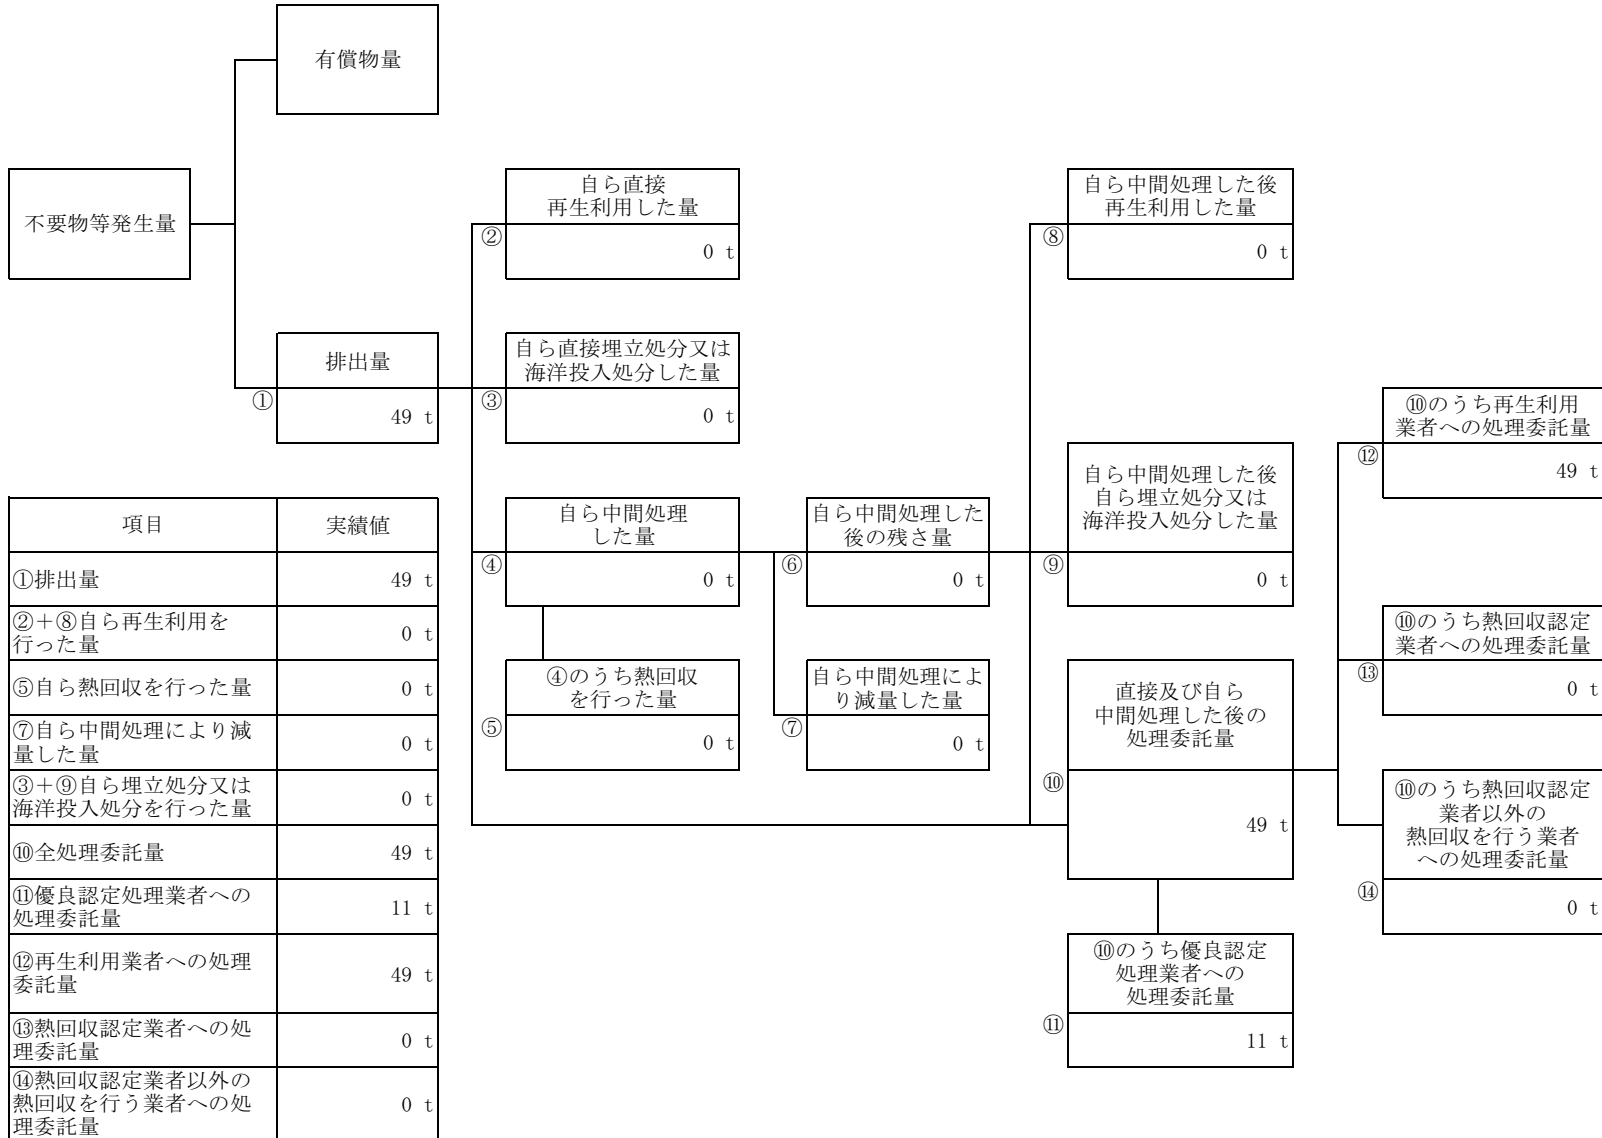 有償物量
不要物等発生量
自ら直接
再生利用した量
②
0 t
自ら中間処理した後
再生利用した量
⑧
0 t
排出量
①
49 t
自ら直接埋立処分又は
海洋投入処分した量
③
0 t
⑩のうち再生利用
業者への処理委託量
⑫
49 t
自ら中間処理
した量
④
0 t
自ら中間処理した
後の残さ量
⑥
0 t
自ら中間処理した後
自ら埋立処分又は
海洋投入処分した量
⑨
0 t
⑩のうち熱回収認定
業者への処理委託量
⑬
0 t
④のうち熱回収
を行った量
⑤
0 t
自ら中間処理によ
り減量した量
⑦
0 t
直接及び自ら
中間処理した後の
処理委託量
⑩
49 t
⑩のうち熱回収認定
業者以外の
熱回収を行う業者
への処理委託量
⑭
0 t
⑩のうち優良認定
処理業者への
処理委託量
⑪
11 t
項目 実績値
①排出量 49 t
②＋⑧自ら再生利用を
行った量 0 t
⑤自ら熱回収を行った量 0 t
⑦自ら中間処理により減
量した量 0 t
③＋⑨自ら埋立処分又は
海洋投入処分を行った量 0 t
⑩全処理委託量 49 t
⑪優良認定処理業者への
処理委託量 11 t
⑫再生利用業者への処理
委託量 49 t
⑬熱回収認定業者への処
理委託量 0 t
⑭熱回収認定業者以外の
熱回収を行う業者への処
理委託量 0 t